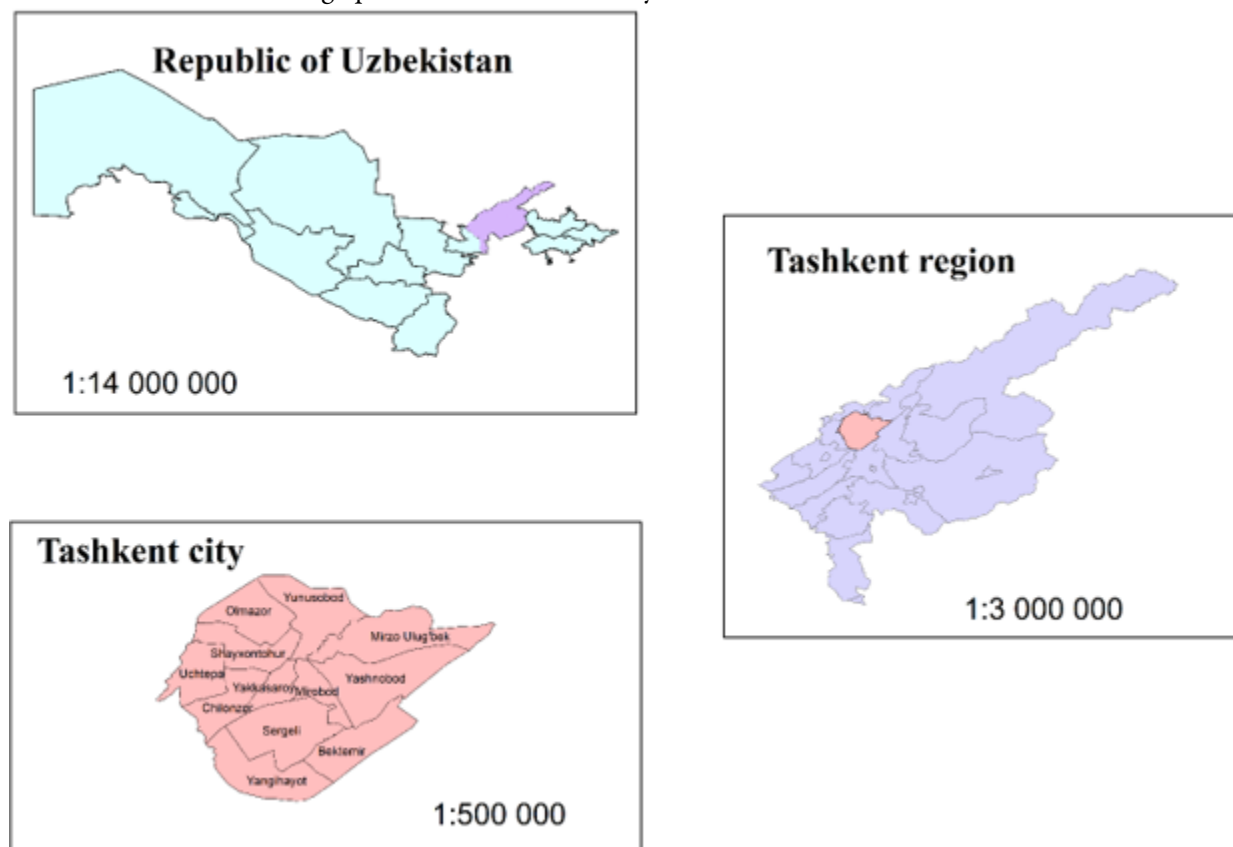 Republic of Uzbekistan
1:14 000 000
Tashkent region
1:3 000 000
Tashkent city
Yunusobod
Olmazor
Mirzo Ulug'bek
Shayxontohur
Uchtepa
Yashnobod
Yakkasaroy
Mirobod
Chilonzor
Sergeli
Bektemir
Yangihayot
1:500 000